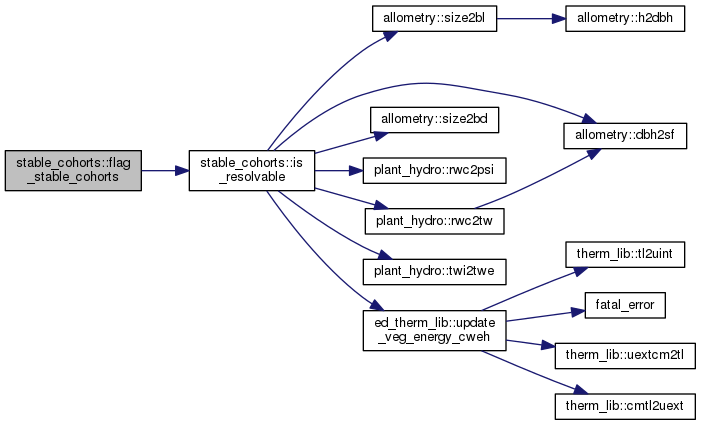 stable_cohorts::flag
_stable_cohorts
stable_cohorts::is
_resolvable
allometry::size2bl
allometry::h2dbh
allometry::dbh2sf
allometry::size2bd
plant_hydro::rwc2psi
plant_hydro::rwc2tw
plant_hydro::twi2twe
ed_therm_lib::update
_veg_energy_cweh
therm_lib::tl2uint
fatal_error
therm_lib::uextcm2tl
therm_lib::cmtl2uext